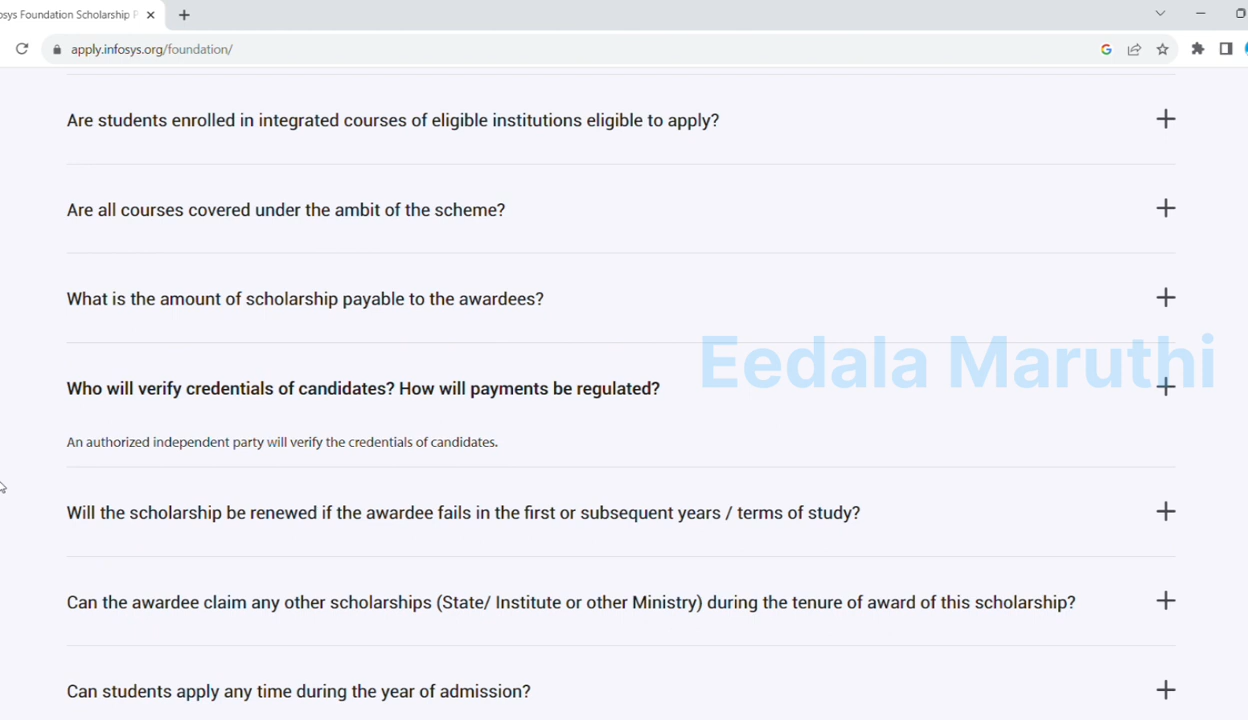 osys Foundation Scholarship P
apply.infosys.org/foundation/
Are students enrolled in integrated courses of eligible institutions eligible to apply?
Are all courses covered under the ambit of the scheme?
What is the amount of scholarship payable to the awardees?
Eedala Maruthi
Who will verify credentials of candidates? How will payments be regulated?
An authorized independent party will verify the credentials of candidates.
Will the scholarship be renewed if the awardee fails in the first or subsequent years / terms of study?
Can the awardee claim any other scholarships (State/ Institute or other Ministry) during the tenure of award of this scholarship?
Can students apply any time during the year of admission?